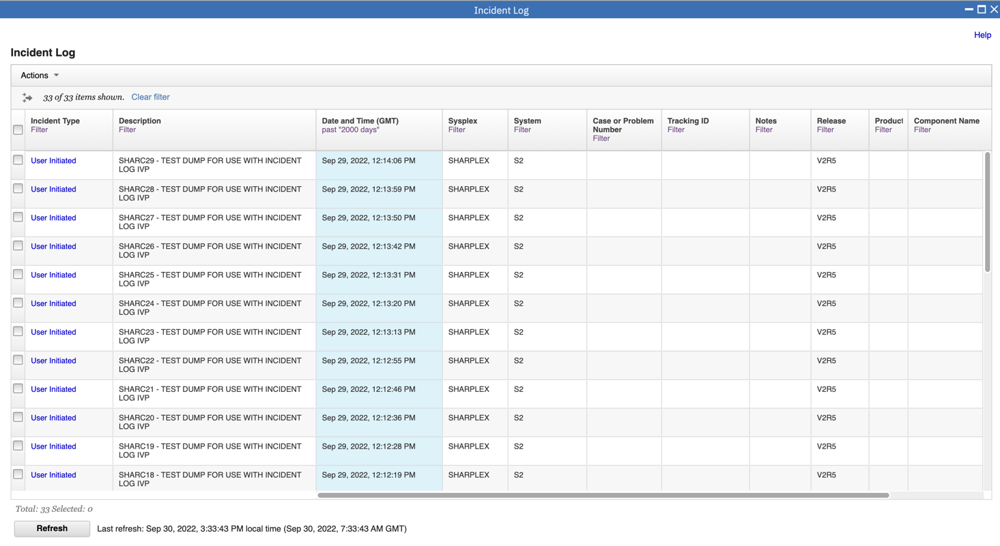 Incident Log
Help
Incident Log
Actions
33 of 33 items shown. Clear filter
Incident Type Description Date and Time (GMT) Sysplex System Case or Problem Number Tracking ID Notes Release Product Component Name
Filter Filter past "2000 days" Filter Filter Filter Filter Filter Filter Filter Filter
User Initiated SHARC29 - TEST DUMP FOR USE WITH INCIDENT Sep 29, 2022, 12:14:06 PM SHARPLEX S2 V2R5
LOG IVP
User Initiated SHARC28 - TEST DUMP FOR USE WITH INCIDENT Sep 29, 2022, 12:13:59 PM SHARPLEX S2 V2R5
LOG IVP
User Initiated SHARC27 - TEST DUMP FOR USE WITH INCIDENT Sep 29, 2022, 12:13:50 PM SHARPLEX S2 V2R5
LOG IVP
User Initiated SHARC26 - TEST DUMP FOR USE WITH INCIDENT Sep 29, 2022, 12:13:42 PM SHARPLEX S2 V2R5
LOG IVP
User Initiated SHARC25 - TEST DUMP FOR USE WITH INCIDENT Sep 29, 2022, 12:13:31 PM SHARPLEX S2 V2R5
LOG IVP
User Initiated SHARC24 - TEST DUMP FOR USE WITH INCIDENT Sep 29, 2022, 12:13:20 PM SHARPLEX S2 V2R5
LOG IVP
User Initiated SHARC23 - TEST DUMP FOR USE WITH INCIDENT Sep 29, 2022, 12:13:13 PM SHARPLEX S2 V2R5
LOG IVP
User Initiated SHARC22 - TEST DUMP FOR USE WITH INCIDENT Sep 29, 2022, 12:12:55 PM SHARPLEX S2 V2R5
LOG IVP
User Initiated SHARC21 - TEST DUMP FOR USE WITH INCIDENT Sep 29, 2022, 12:12:46 PM SHARPLEX S2 V2R5
LOG IVP
User Initiated SHARC20 - TEST DUMP FOR USE WITH INCIDENT Sep 29, 2022, 12:12:36 PM SHARPLEX S2 V2R5
LOG IVP
User Initiated SHARC19 - TEST DUMP FOR USE WITH INCIDENT Sep 29, 2022, 12:12:28 PM SHARPLEX S2 V2R5
LOG IVP
User Initiated SHARC18 - TEST DUMP FOR USE WITH INCIDENT Sep 29, 2022, 12:12:19 PM SHARPLEX S2 V2R5
LOG IVP
Total: 33 Selected: 0
Refresh Last refresh: Sep 30, 2022, 3:33:43 PM local time (Sep 30, 2022, 7:33:43 AM GMT)